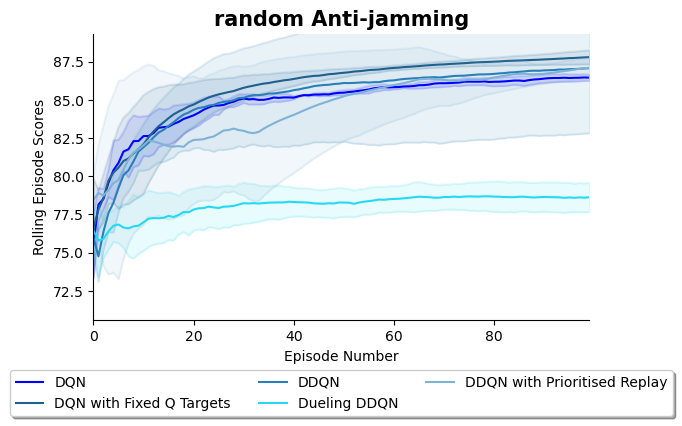 random Anti-jamming
87.5
85.0
82.5
80.0
77.5
75.0
72.5
Rolling Episode Scores
0 20 40 60 80
Episode Number
DQN DDQN DDQN with Prioritised Replay
DQN with Fixed Q Targets Dueling DDQN